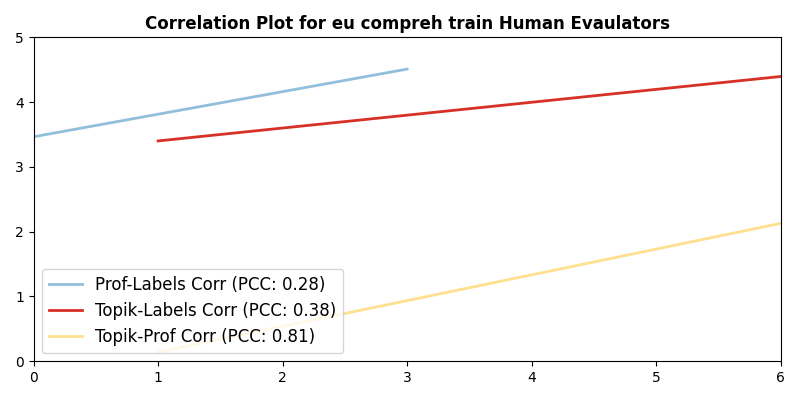 Correlation Plot for eu compreh train Human Evaulators
5
4
3
2
1
0
Prof-Labels Corr (PCC: 0.28)
Topik-Labels Corr (PCC: 0.38)
Topik-Prof Corr (PCC: 0.81)
0 1 2 3 4 5 6